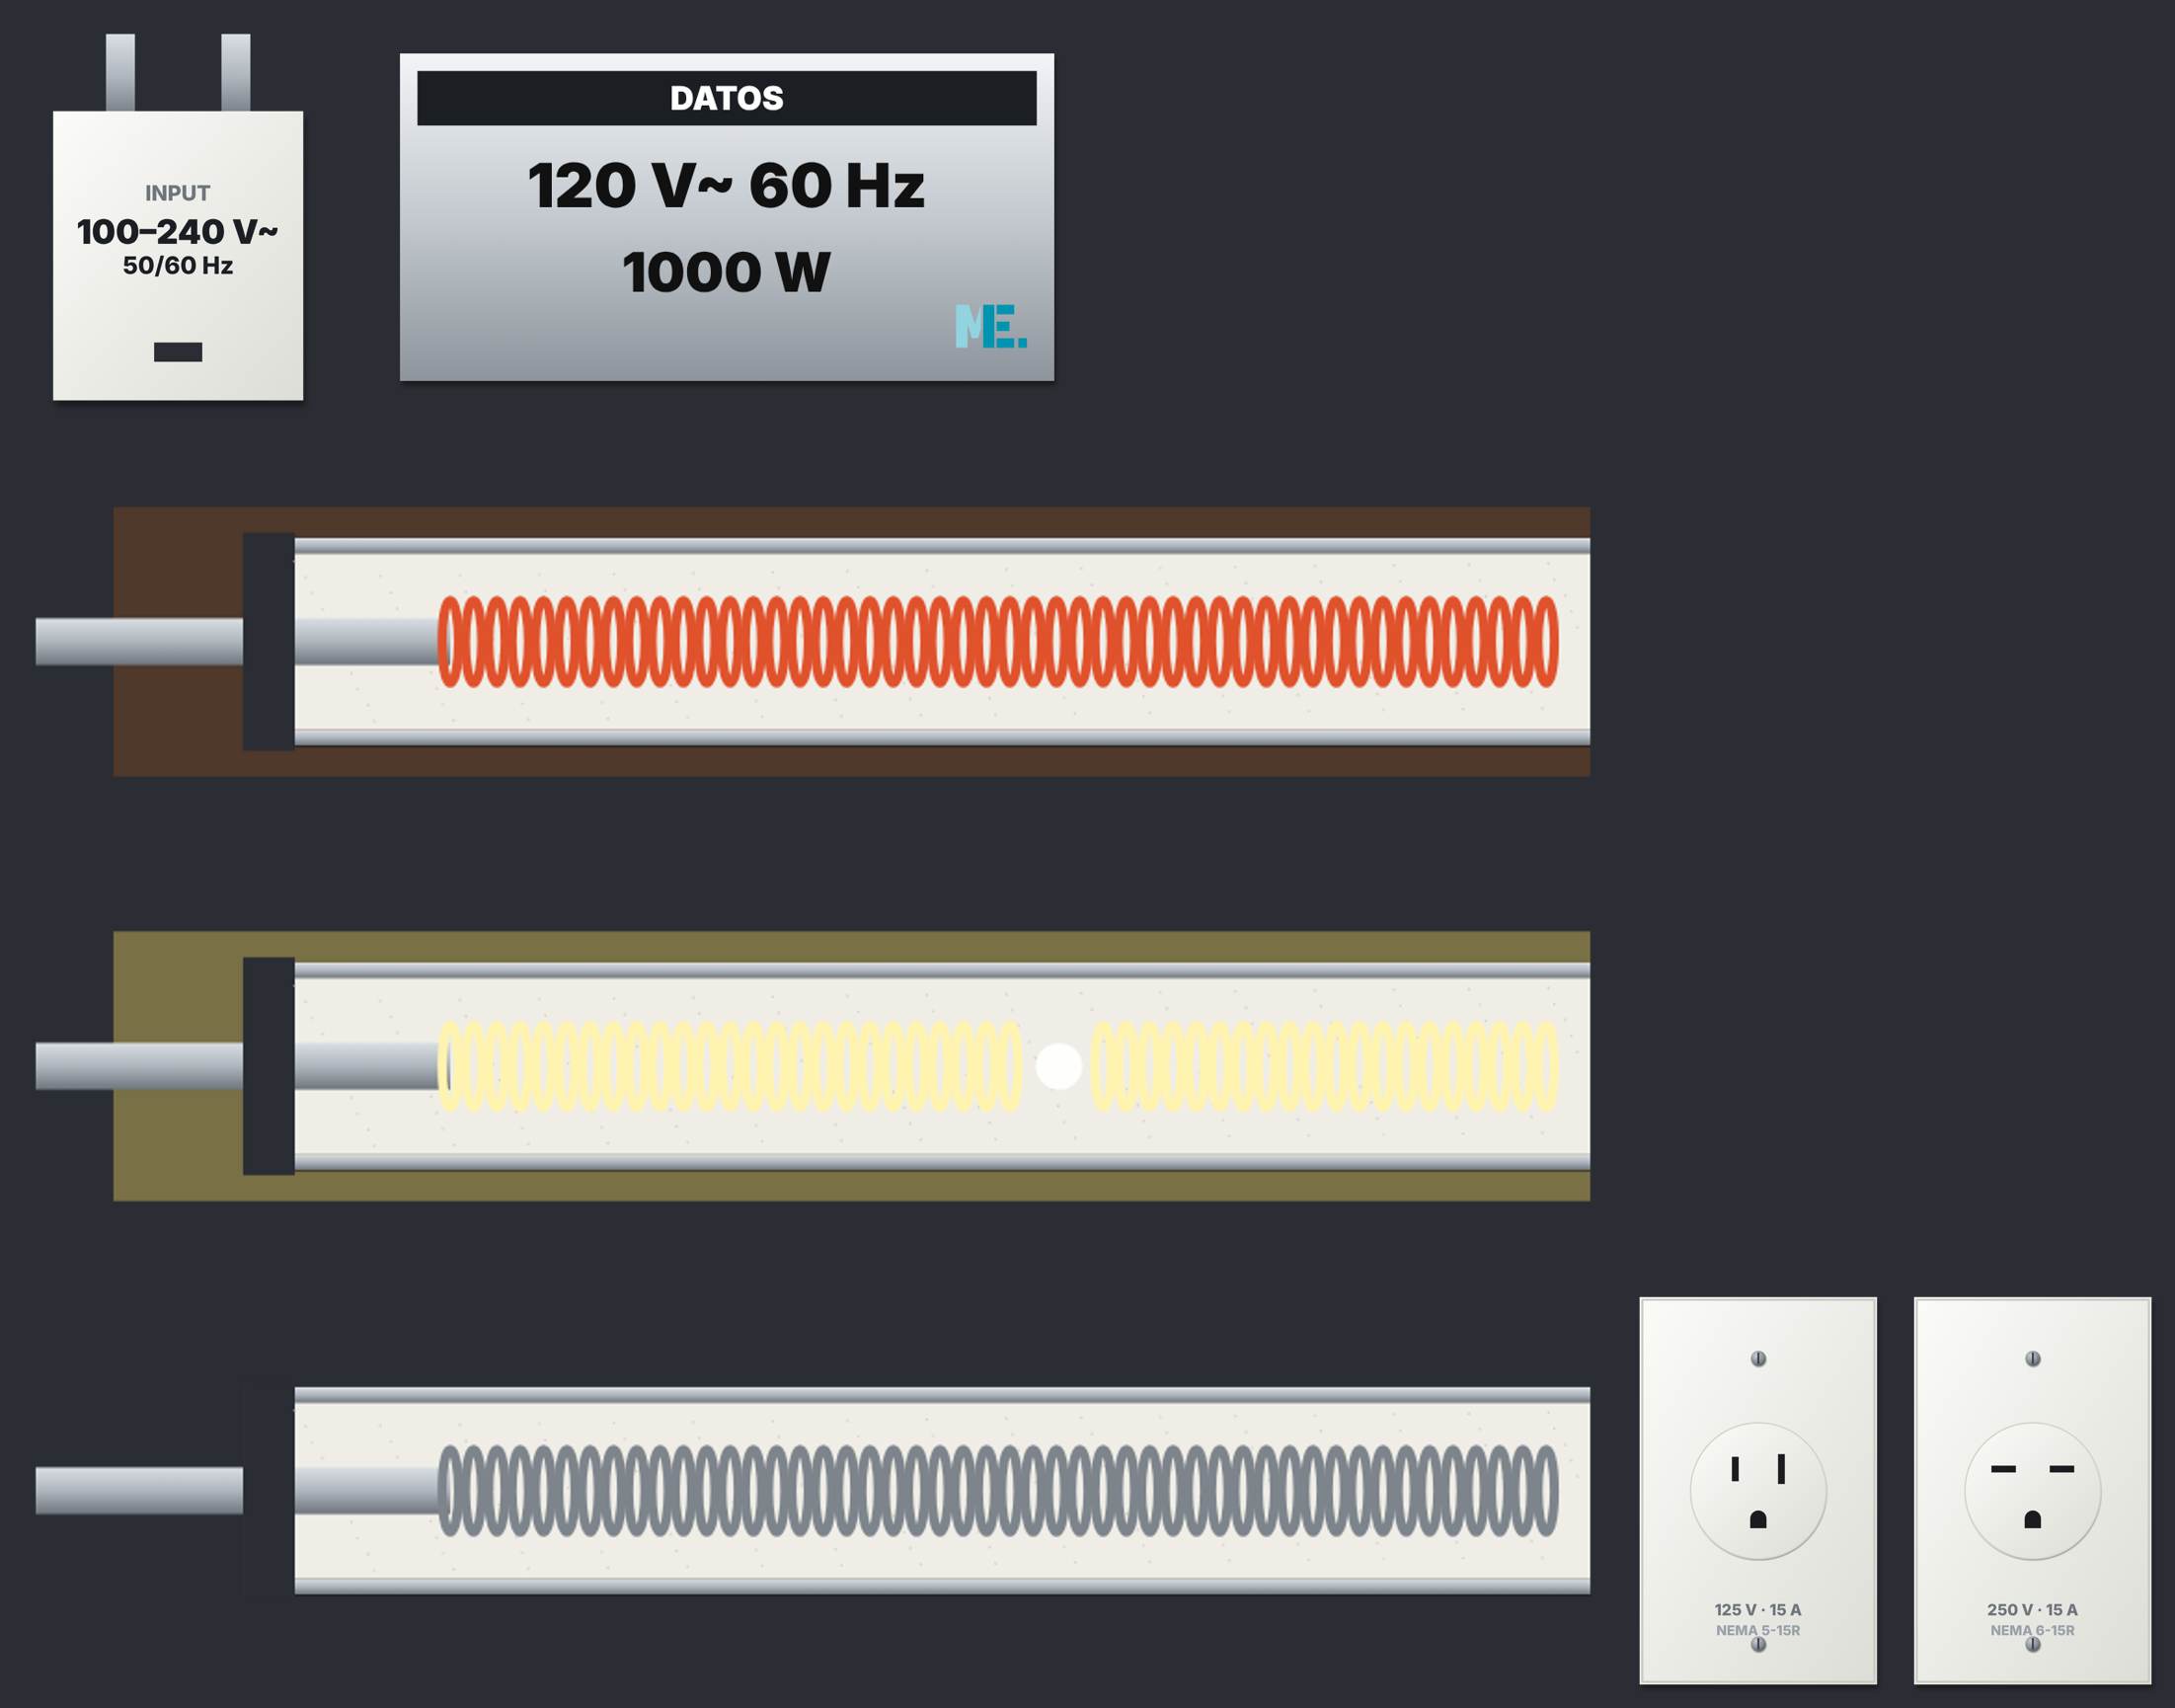 INPUT
100–240 V~
50/60 Hz
DATOS
120 V~ 60 Hz
1000 W
ME.
125 V · 15 A
NEMA 5-15R
250 V · 15 A
NEMA 6-15R